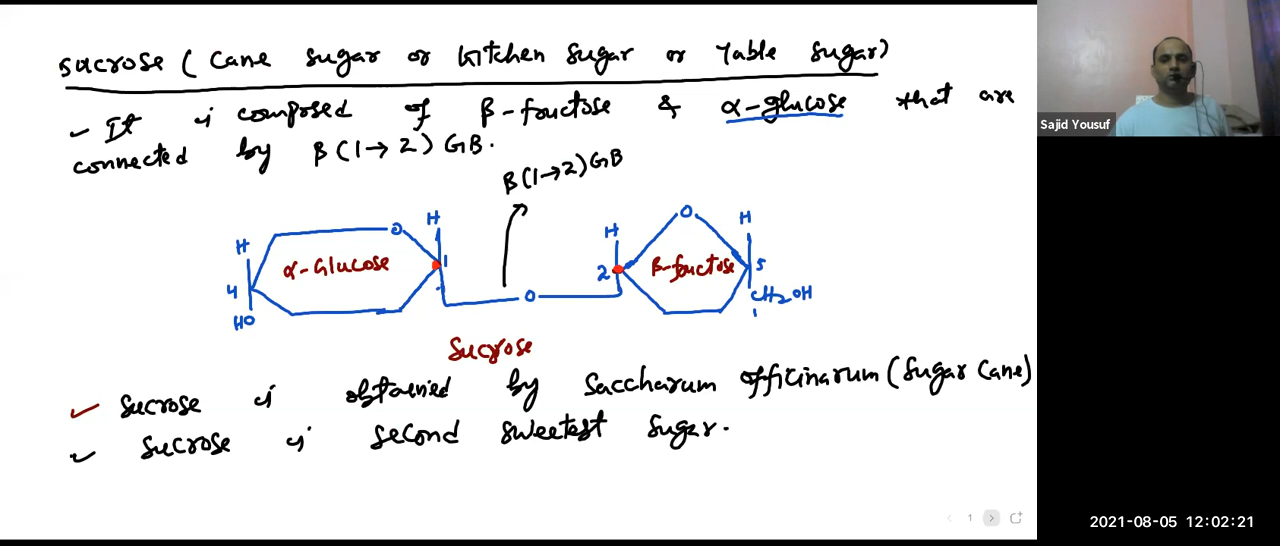 sucrose ( Cane sugar or kitchen sugar or Table sugar)
It is composed of β-fructose & α-glucose that are
connected by β(1→2) GB.
β(1→2) GB
H O H H O H
α-Glucose 1 2 β-fuctose 5
4 HO O CH2OH
Sucrose
Sucrose is obtained by Saccharum officinarum (Sugar Cane)
Sucrose is second sweetest sugar.
Sajid Yousuf
1
2021-08-05 12:02:21